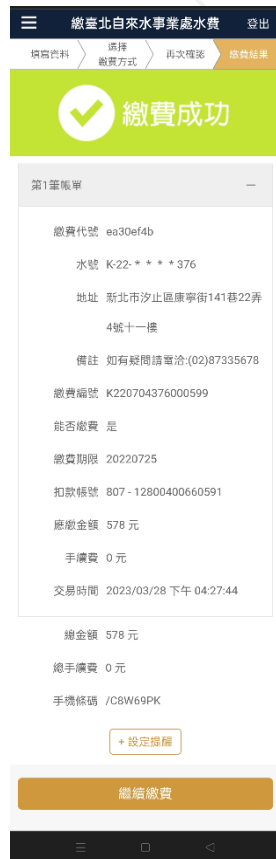 繳臺北自來水事業處水費 登出
填寫資料 選擇繳費方式 再次確認 繳費結果
繳費成功
第1筆帳單
繳費代號 ea30ef4b
水號 K-22-* * * * 376
地址 新北市汐止區康寧街141巷22弄
4號十一樓
備註 如有疑問請電洽:(02)87335678
繳費編號 K220704376000599
能否繳費 是
繳費期限 20220725
扣款帳號 807 - 12800400660591
應繳金額 578 元
手續費 0 元
交易時間 2023/03/28 下午 04:27:44
總金額 578 元
總手續費 0 元
手機條碼 /C8W69PK
+ 設定提醒
繼續繳費